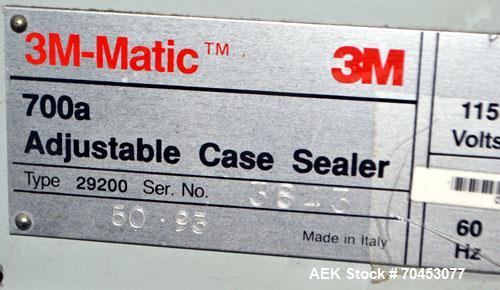 3M-Matic™ 3M
700a
Adjustable Case Sealer
Type 29200 Ser. No.
50·95
Made in Italy
115
Volts
60
Hz
AEK Stock # 70453077